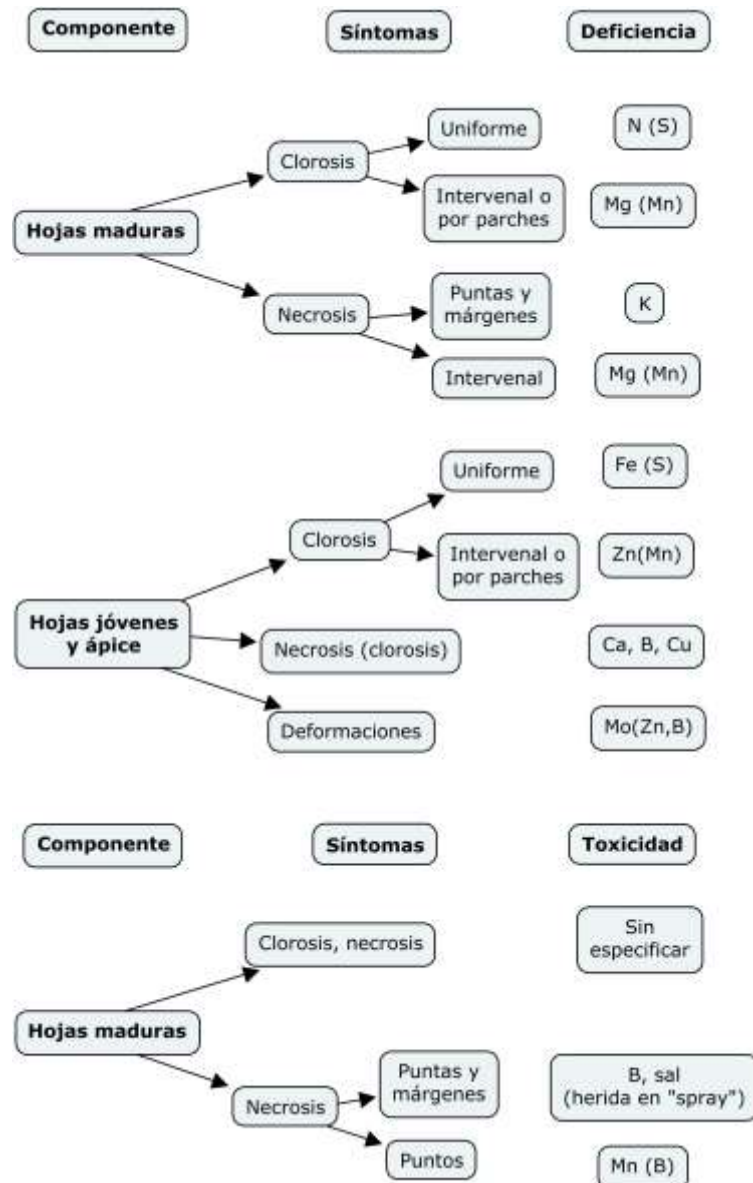 Componente
Síntomas
Deficiencia
Uniforme
N (S)
Clorosis
Intervenal o
por parches
Mg (Mn)
Hojas maduras
Puntas y
márgenes
K
Necrosis
Intervenal
Mg (Mn)
Uniforme
Fe (S)
Clorosis
Intervenal o
por parches
Zn(Mn)
Hojas jóvenes
y ápice
Necrosis (clorosis)
Ca, B, Cu
Deformaciones
Mo(Zn,B)
Componente
Síntomas
Toxicidad
Clorosis, necrosis
Sin
especificar
Hojas maduras
Puntas y
márgenes
B, sal
(herida en "spray")
Necrosis
Puntos
Mn (B)